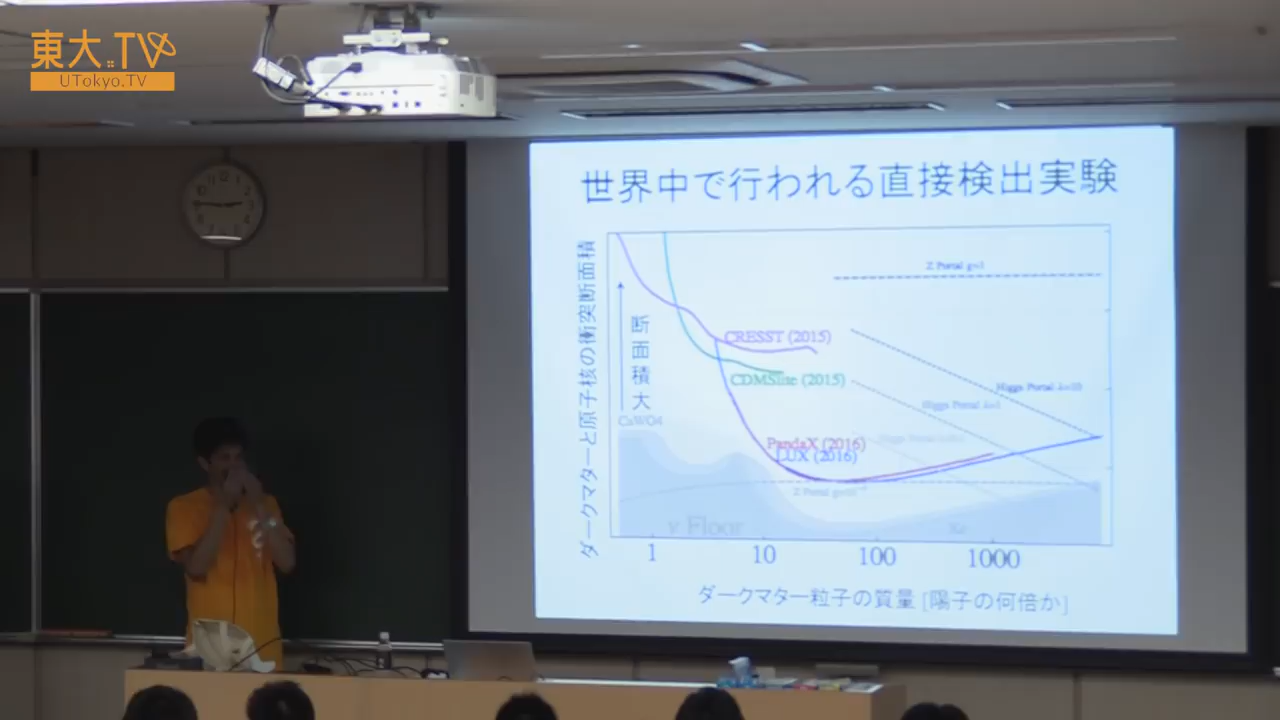 東大.TV
UTokyo.TV
世界中で行われる直接検出実験
ダークマターと原子核の衝突断面積
断面積大
Z Portal g=1
CRESST (2015)
CDMSlite (2015)
Higgs Portal λ=10
Higgs Portal λ=1
CaWO4
PandaX (2016)
LUX (2016)
ν Floor
Xe
1 10 100 1000
ダークマター粒子の質量 [陽子の何倍か]